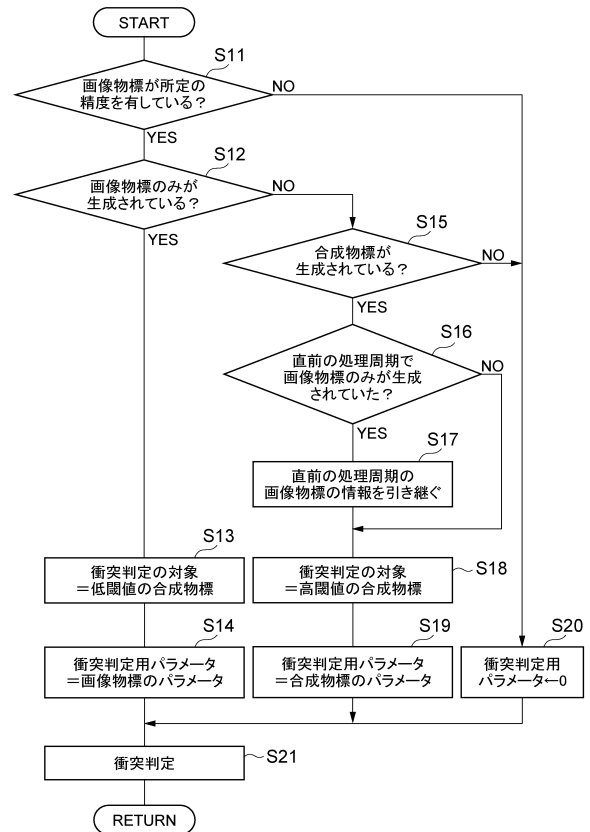 START
S11
画像物標が所定の
精度を有している?
NO
YES
S12
画像物標のみが
生成されている?
NO
YES
S15
合成物標が
生成されている?
NO
YES
S16
直前の処理周期で
画像物標のみが生成
されていた?
NO
YES
S17
直前の処理周期の
画像物標の情報を引き継ぐ
S13
衝突判定の対象
=低閾値の合成物標
衝突判定の対象
=高閾値の合成物標
S18
S14
衝突判定用パラメータ
=画像物標のパラメータ
S19
衝突判定用パラメータ
=合成物標のパラメータ
S20
衝突判定用
パラメータ←0
衝突判定
S21
RETURN